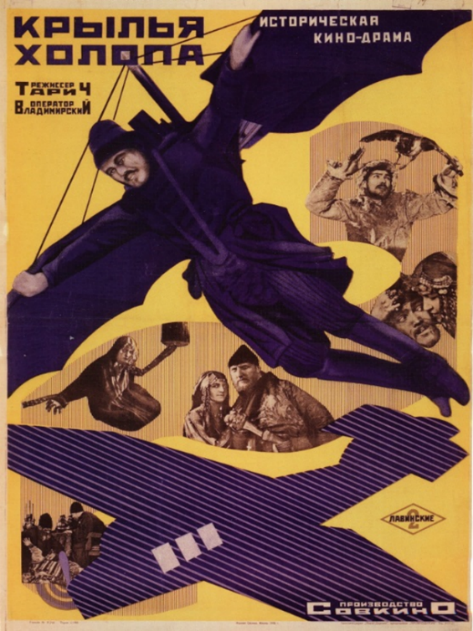 КРЫЛЬЯ
ХОЛОПА
ИСТОРИЧЕСКАЯ
КИНО-ДРАМА
РЕЖИССЕР
ТАРИЧ
ОПЕРАТОР
ВЛАДИМИРСКИЙ
ЛАВИНСКИЕ
ПРОИЗВОДСТВО
СОВКИНО